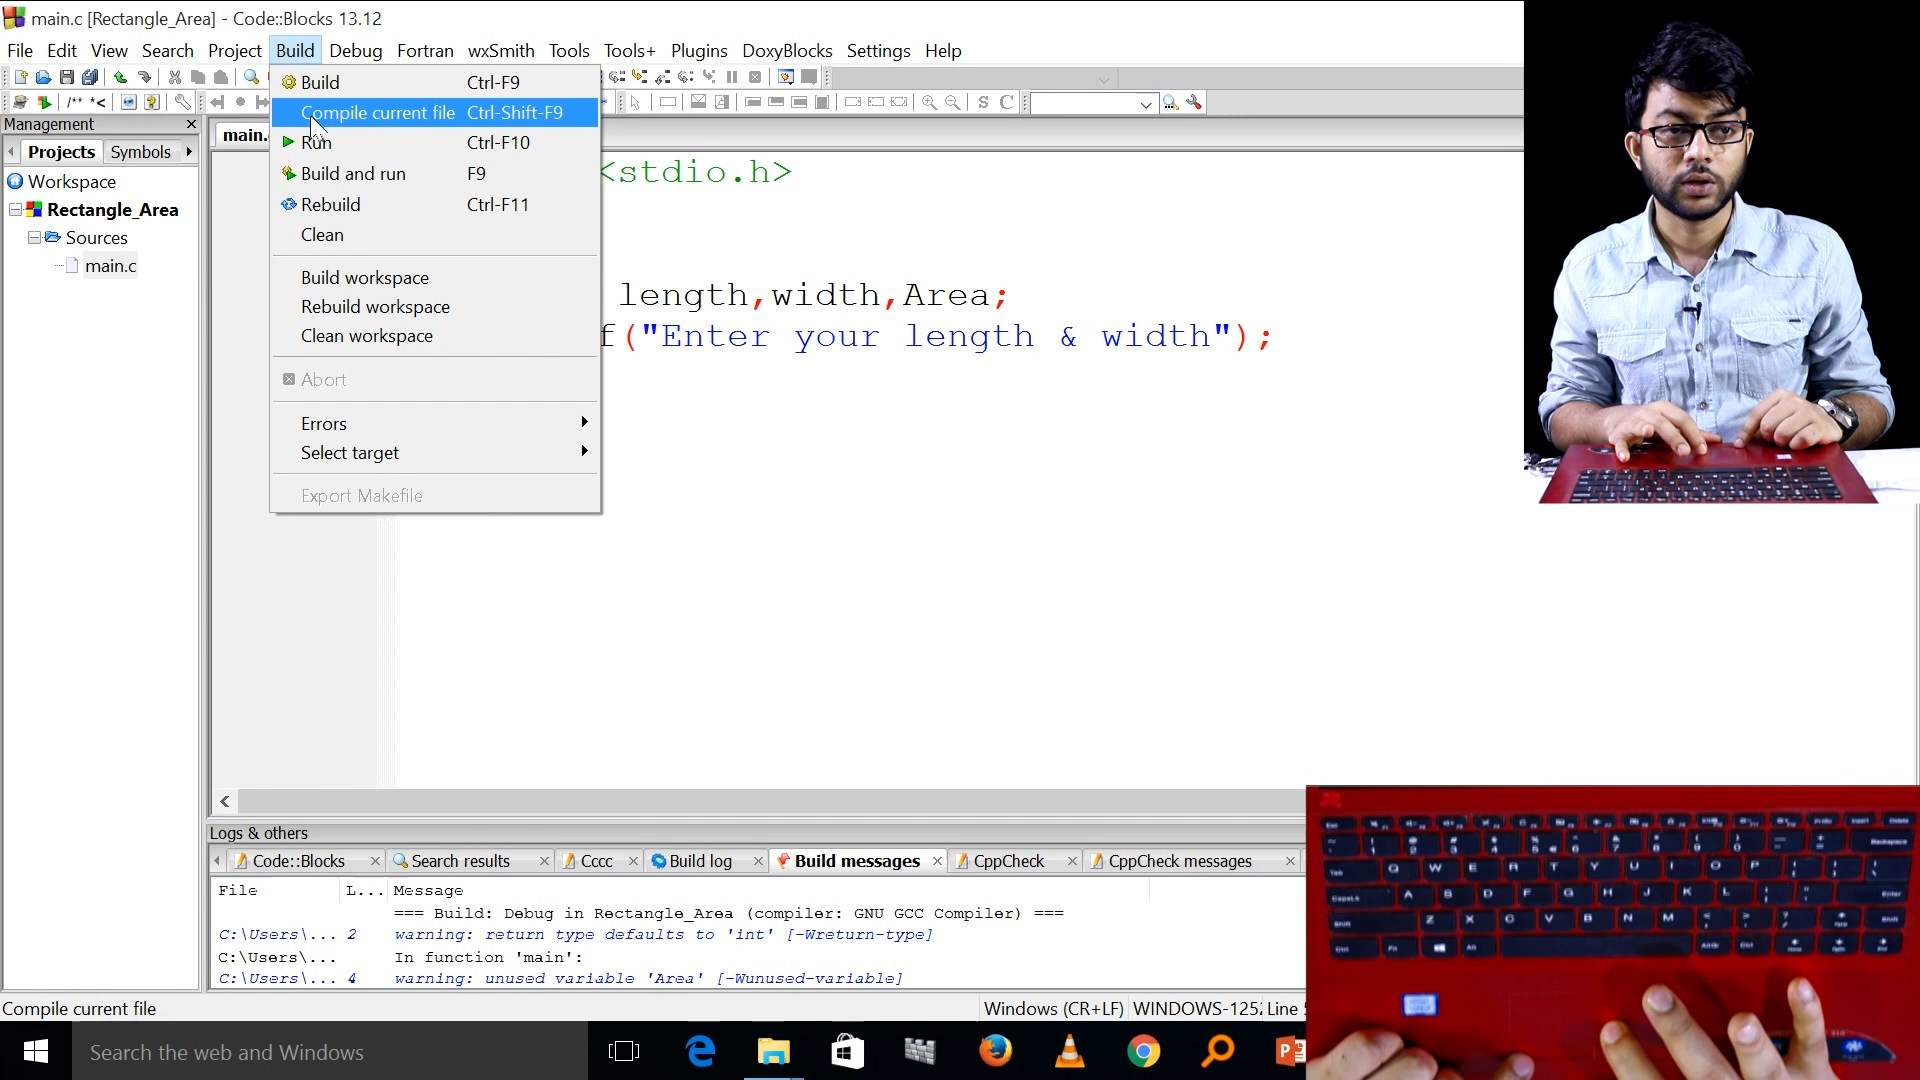 main.c [Rectangle_Area] - Code::Blocks 13.12
File Edit View Search Project Build Debug Fortran wxSmith Tools Tools+ Plugins DoxyBlocks Settings Help
/** *<
S C
Management
Projects Symbols
Workspace
Rectangle_Area
Sources
main.c
Build Ctrl-F9
Compile current file Ctrl-Shift-F9
Run Ctrl-F10
Build and run F9
Rebuild Ctrl-F11
Clean
Build workspace
Rebuild workspace
Clean workspace
Abort
Errors
Select target
Export Makefile
main.
<stdio.h>
length,width,Area;
f("Enter your length & width");
Logs & others
Code::Blocks Search results Cccc Build log Build messages CppCheck CppCheck messages
File L... Message
=== Build: Debug in Rectangle_Area (compiler: GNU GCC Compiler) ===
C:\Users\... 2 warning: return type defaults to 'int' [-Wreturn-type]
C:\Users\... In function 'main':
C:\Users\... 4 warning: unused variable 'Area' [-Wunused-variable]
Compile current file Windows (CR+LF) WINDOWS-1252 Line
Search the web and Windows
Q W E R T Y U I O P
A S D F G H J K L
Z X C V B N M